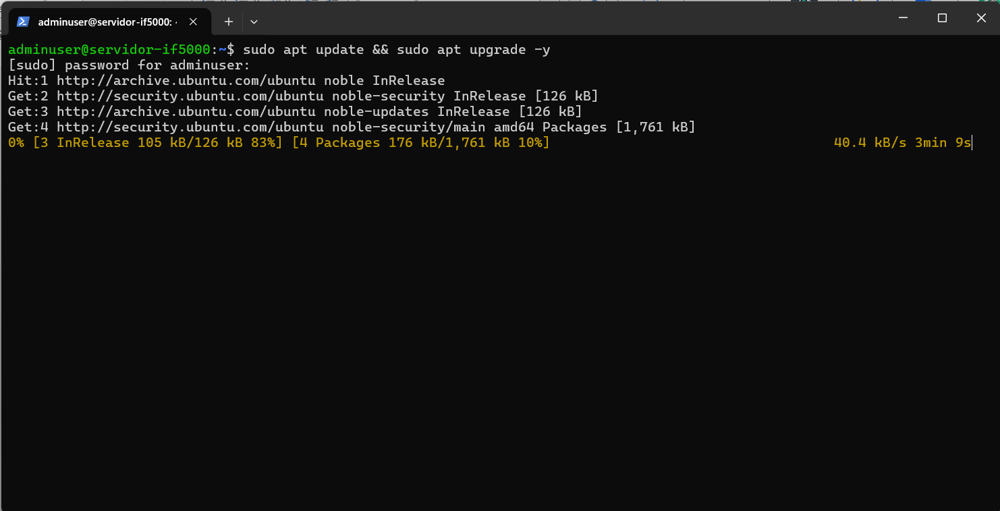 adminuser@servidor-if5000:
adminuser@servidor-if5000:~$ sudo apt update && sudo apt upgrade -y
[sudo] password for adminuser:
Hit:1 http://archive.ubuntu.com/ubuntu noble InRelease
Get:2 http://security.ubuntu.com/ubuntu noble-security InRelease [126 kB]
Get:3 http://archive.ubuntu.com/ubuntu noble-updates InRelease [126 kB]
Get:4 http://security.ubuntu.com/ubuntu noble-security/main amd64 Packages [1,761 kB]
0% [3 InRelease 105 kB/126 kB 83%] [4 Packages 176 kB/1,761 kB 10%] 40.4 kB/s 3min 9s